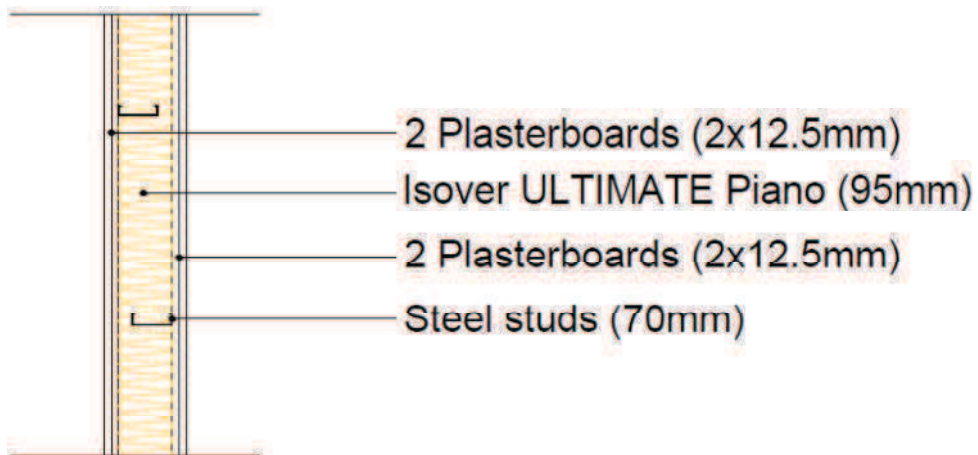 2 Plasterboards (2x12.5mm)
Isover ULTIMATE Piano (95mm)
2 Plasterboards (2x12.5mm)
Steel studs (70mm)